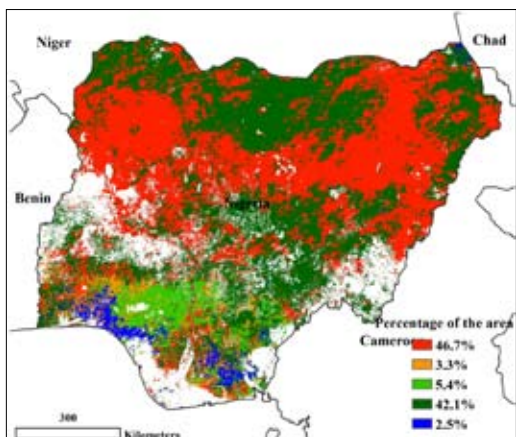 Niger
Chad
Benin
Nigeria
Percentage of the area
Cameroo
46.7%
3.3%
5.4%
42.1%
2.5%
300
Kilometers